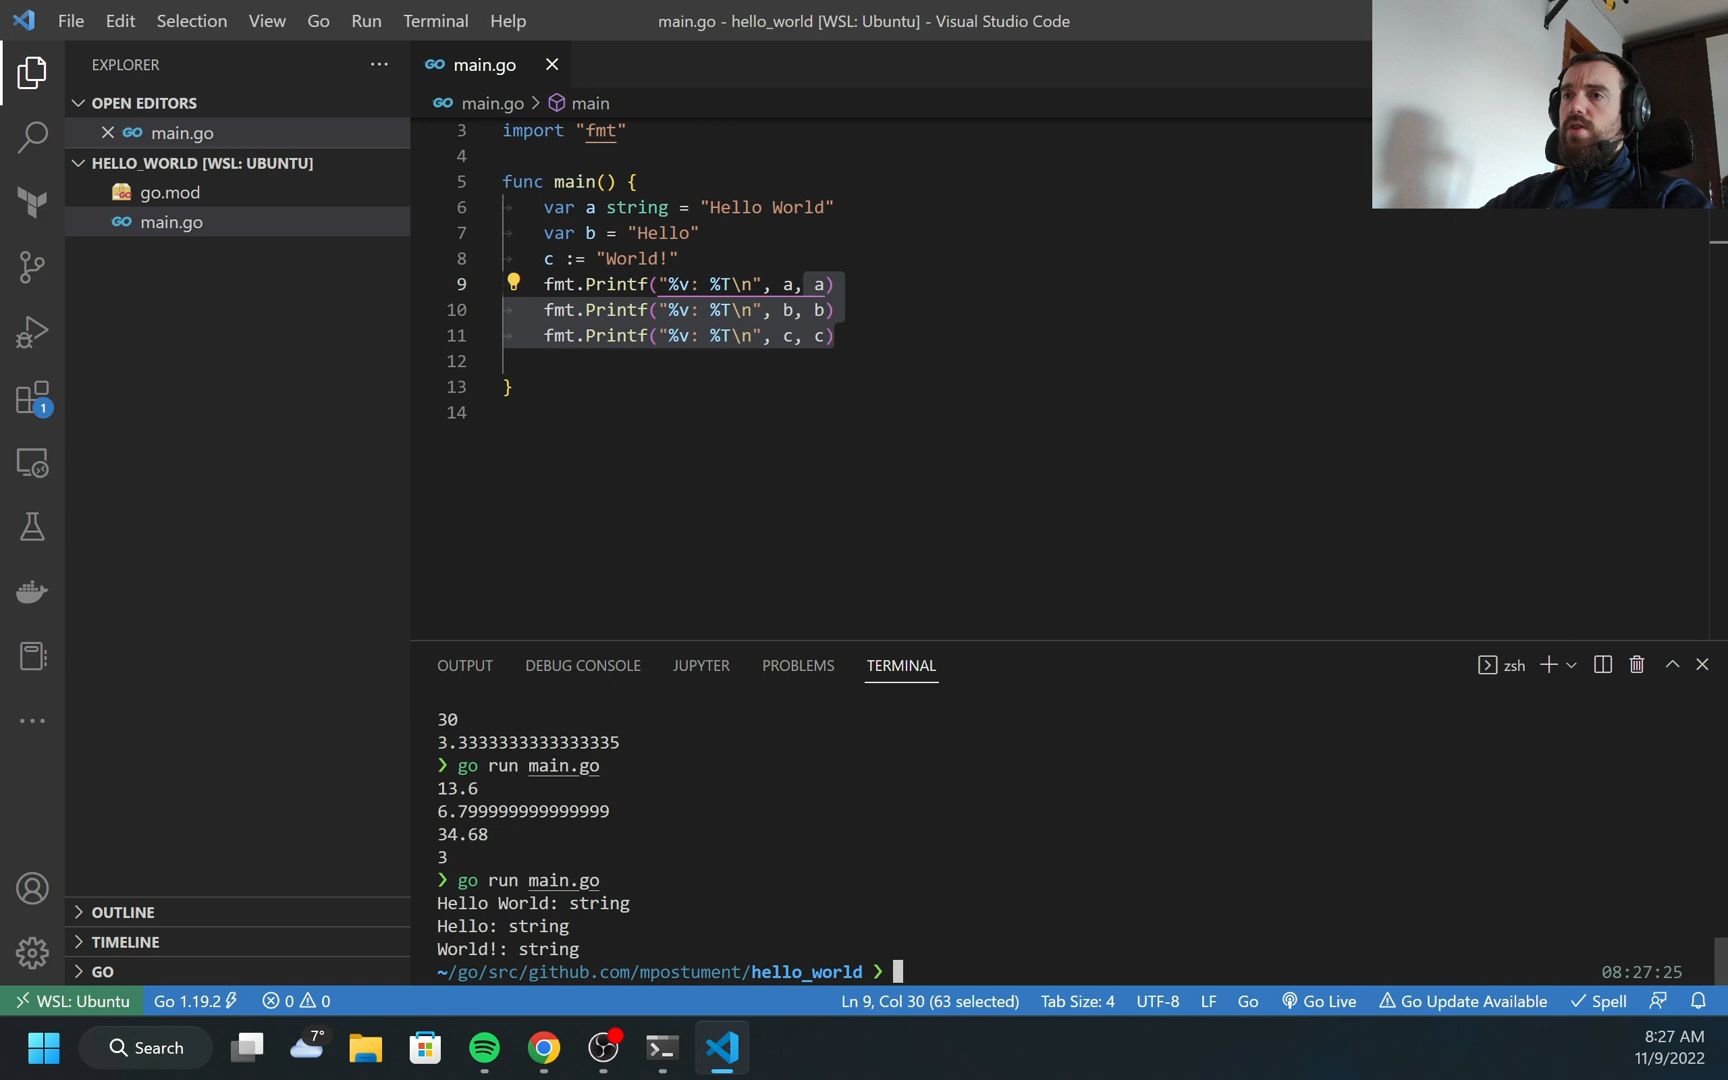 File Edit Selection View Go Run Terminal Help
main.go - hello_world [WSL: Ubuntu] - Visual Studio Code
EXPLORER
OPEN EDITORS
main.go
HELLO_WORLD [WSL: UBUNTU]
go.mod
main.go
OUTLINE
TIMELINE
GO
1
main.go
main.go > main
3 import "fmt"
4
5 func main() {
6 var a string = "Hello World"
7 var b = "Hello"
8 c := "World!"
9 fmt.Printf("%v: %T\n", a, a)
10 fmt.Printf("%v: %T\n", b, b)
11 fmt.Printf("%v: %T\n", c, c)
12
13 }
14
OUTPUT DEBUG CONSOLE JUPYTER PROBLEMS TERMINAL
zsh
30
3.3333333333333335
❯ go run main.go
13.6
6.799999999999999
34.68
3
❯ go run main.go
Hello World: string
Hello: string
World!: string
~/go/src/github.com/mpostument/hello_world ❯ 08:27:25
WSL: Ubuntu Go 1.19.2 0 0 Ln 9, Col 30 (63 selected) Tab Size: 4 UTF-8 LF Go Go Live Go Update Available Spell
Search
7°
8:27 AM
11/9/2022